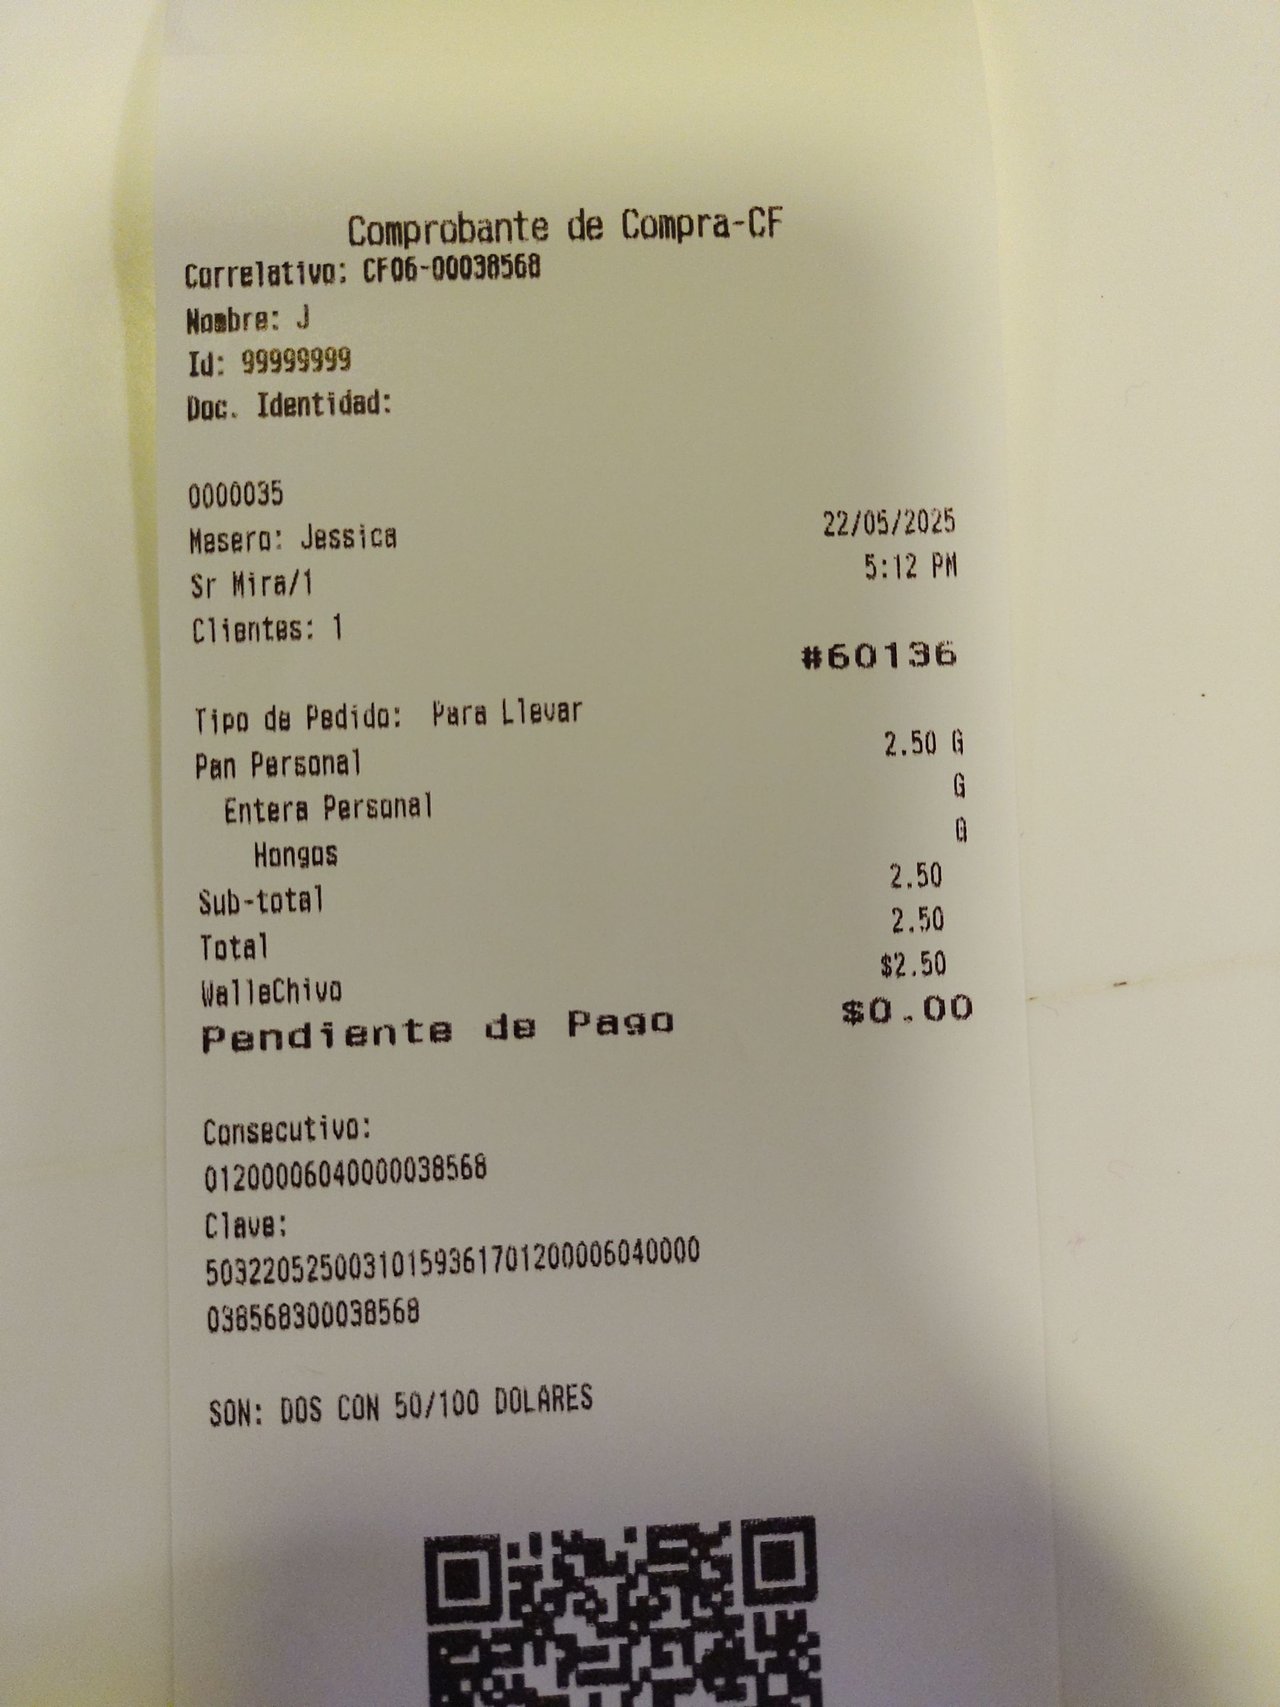 Comprobante de Compra-CF
Correlativo: CF06-00038568
Nombre: J
Id: 99999999
Doc. Identidad:
0000035
Mesero: Jessica 22/05/2025
Sr Mira/1 5:12 PM
Clientes: 1
#60136
Tipo de Pedido: Para Llevar
Pan Personal 2.50 G
Entera Personal G
Hongos G
Sub-total 2.50
Total 2.50
WalleChivo $2.50
Pendiente de Pago $0.00
Consecutivo:
01200006040000038568
Clave:
50322052500310159361701200006040000
038568300038568
SON: DOS CON 50/100 DOLARES